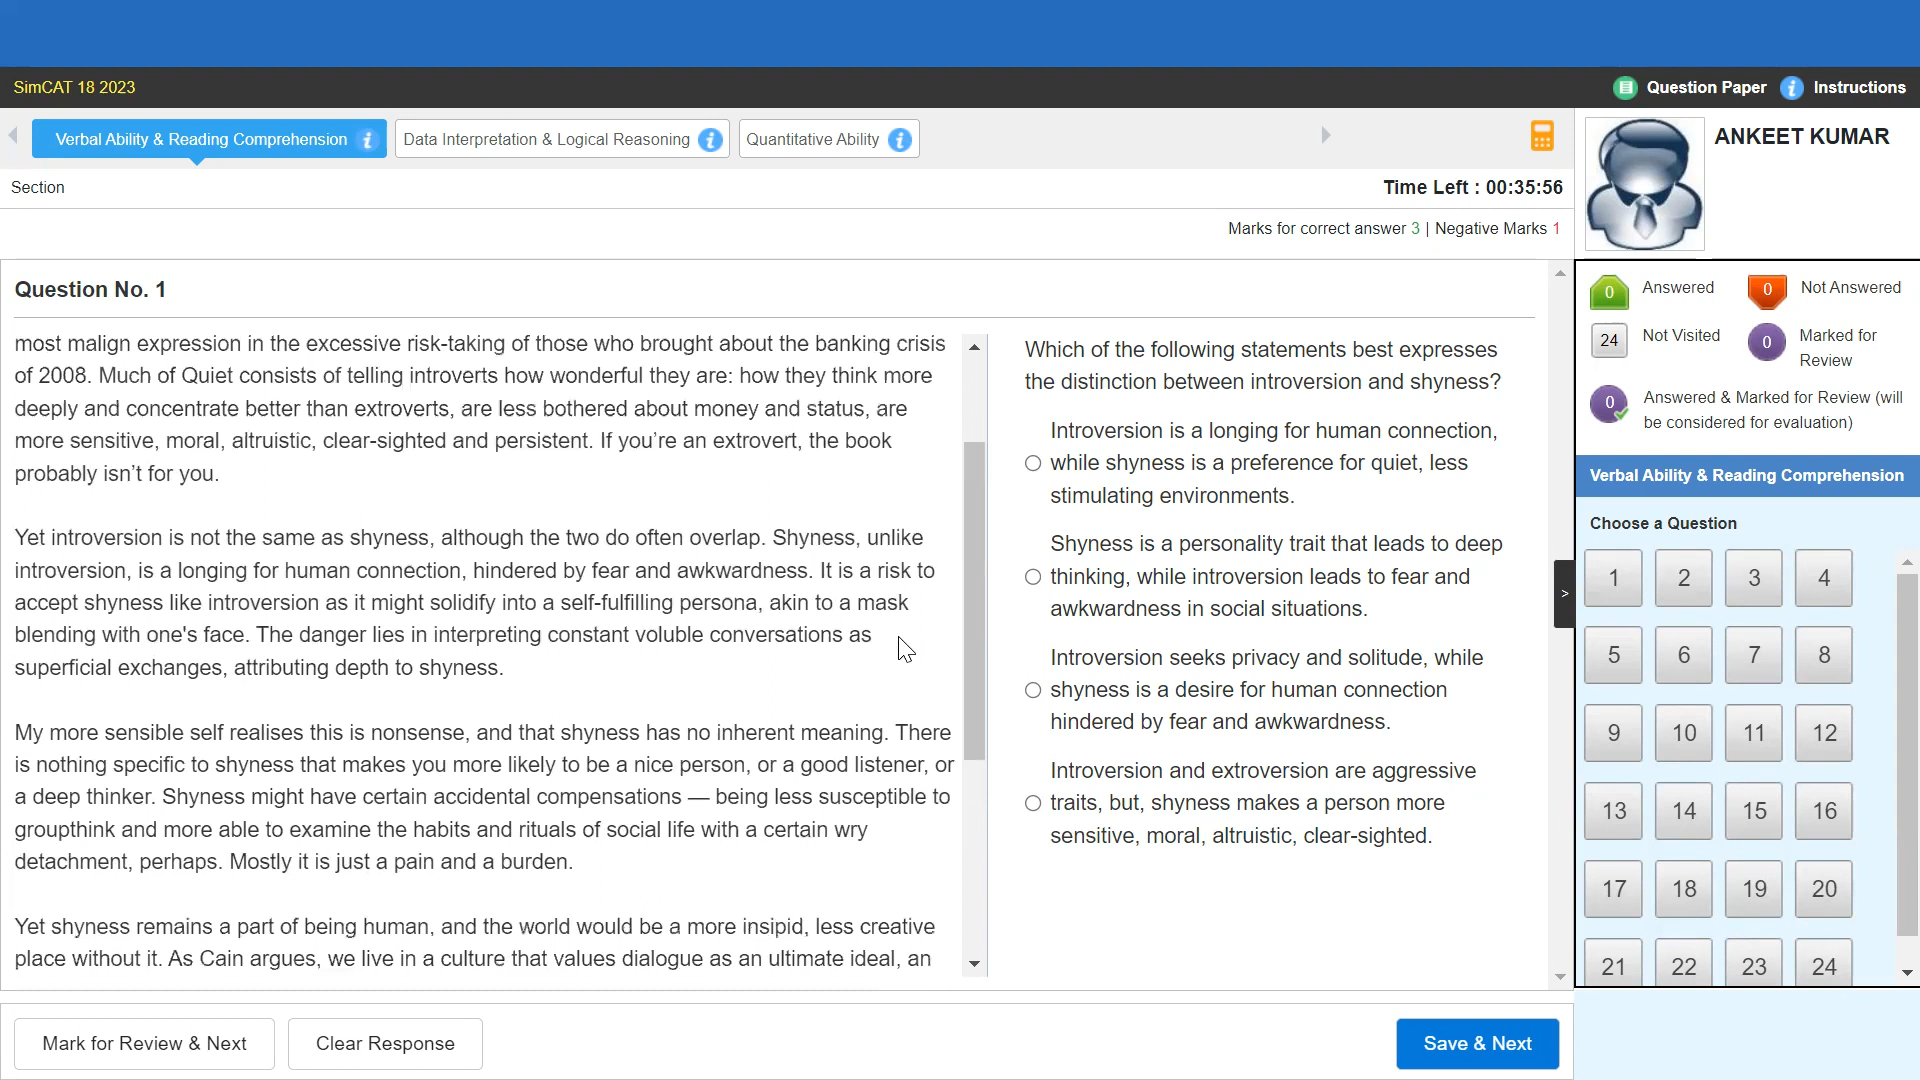 SimCAT 18 2023
Question Paper
Instructions
Verbal Ability & Reading Comprehension
Data Interpretation & Logical Reasoning
Quantitative Ability
ANKEET KUMAR
Section
Time Left : 00:35:56
Marks for correct answer 3 | Negative Marks 1
Question No. 1
most malign expression in the excessive risk-taking of those who brought about the banking crisis
of 2008. Much of Quiet consists of telling introverts how wonderful they are: how they think more
deeply and concentrate better than extroverts, are less bothered about money and status, are
more sensitive, moral, altruistic, clear-sighted and persistent. If you’re an extrovert, the book
probably isn’t for you.
Yet introversion is not the same as shyness, although the two do often overlap. Shyness, unlike
introversion, is a longing for human connection, hindered by fear and awkwardness. It is a risk to
accept shyness like introversion as it might solidify into a self-fulfilling persona, akin to a mask
blending with one's face. The danger lies in interpreting constant voluble conversations as
superficial exchanges, attributing depth to shyness.
My more sensible self realises this is nonsense, and that shyness has no inherent meaning. There
is nothing specific to shyness that makes you more likely to be a nice person, or a good listener, or
a deep thinker. Shyness might have certain accidental compensations — being less susceptible to
groupthink and more able to examine the habits and rituals of social life with a certain wry
detachment, perhaps. Mostly it is just a pain and a burden.
Yet shyness remains a part of being human, and the world would be a more insipid, less creative
place without it. As Cain argues, we live in a culture that values dialogue as an ultimate ideal, an
Which of the following statements best expresses
the distinction between introversion and shyness?
Introversion is a longing for human connection,
while shyness is a preference for quiet, less
stimulating environments.
Shyness is a personality trait that leads to deep
thinking, while introversion leads to fear and
awkwardness in social situations.
Introversion seeks privacy and solitude, while
shyness is a desire for human connection
hindered by fear and awkwardness.
Introversion and extroversion are aggressive
traits, but, shyness makes a person more
sensitive, moral, altruistic, clear-sighted.
>
0 Answered
0 Not Answered
24 Not Visited
0 Marked for
Review
0 Answered & Marked for Review (will
be considered for evaluation)
Verbal Ability & Reading Comprehension
Choose a Question
1 2 3 4
5 6 7 8
9 10 11 12
13 14 15 16
17 18 19 20
21 22 23 24
Mark for Review & Next
Clear Response
Save & Next